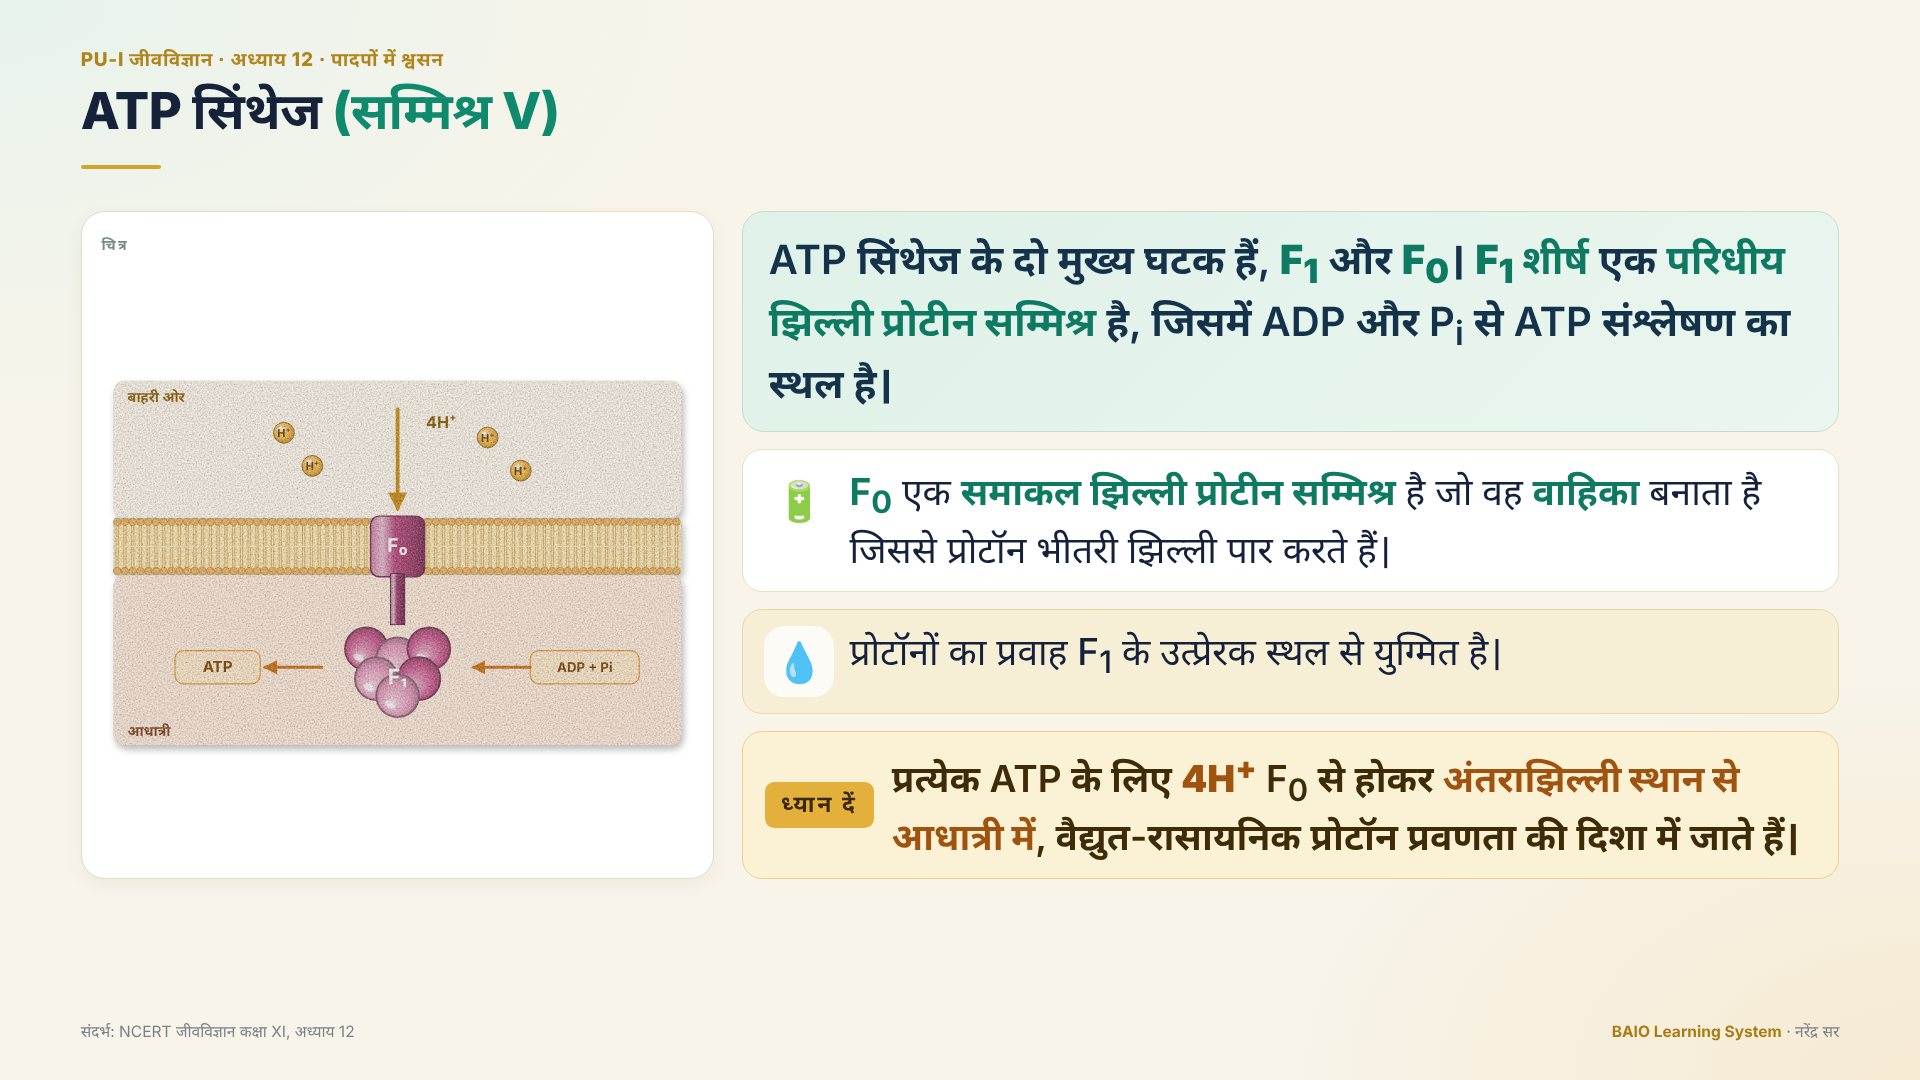 PU-I जीवविज्ञान · अध्याय 12 · पादपों में श्वसन
ATP सिंथेज (सम्मिश्र V)
चित्र
बाहरी ओर
4H⁺
H⁺
H⁺
H⁺
H⁺
F₀
F₁
ATP
ADP + Pi
आधात्री
ATP सिंथेज के दो मुख्य घटक हैं, F₁ और F₀| F₁ शीर्ष एक परिधीय
झिल्ली प्रोटीन सम्मिश्र है, जिसमें ADP और Pᵢ से ATP संश्लेषण का
स्थल है|
🔋 F₀ एक समाकल झिल्ली प्रोटीन सम्मिश्र है जो वह वाहिका बनाता है
जिससे प्रोटॉन भीतरी झिल्ली पार करते हैं|
💧 प्रोटॉनों का प्रवाह F₁ के उत्प्रेरक स्थल से युग्मित है|
ध्यान दें
प्रत्येक ATP के लिए 4H⁺ F₀ से होकर अंतराझिल्ली स्थान से
आधात्री में, वैद्युत-रासायनिक प्रोटॉन प्रवणता की दिशा में जाते हैं|
संदर्भ: NCERT जीवविज्ञान कक्षा XI, अध्याय 12
BAIO Learning System · नरेंद्र सर